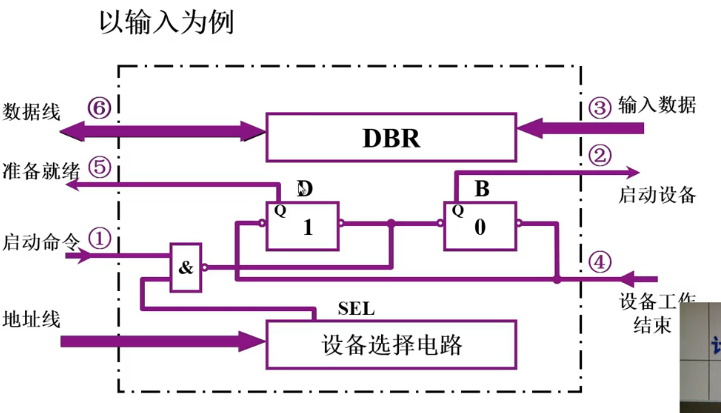 以输入为例
数据线
⑥
DBR
③
输入数据
准备就绪
⑤
D
Q
1
B
Q
0
②
启动设备
启动命令
①
&
④
设备工作
结束
地址线
SEL
设备选择电路